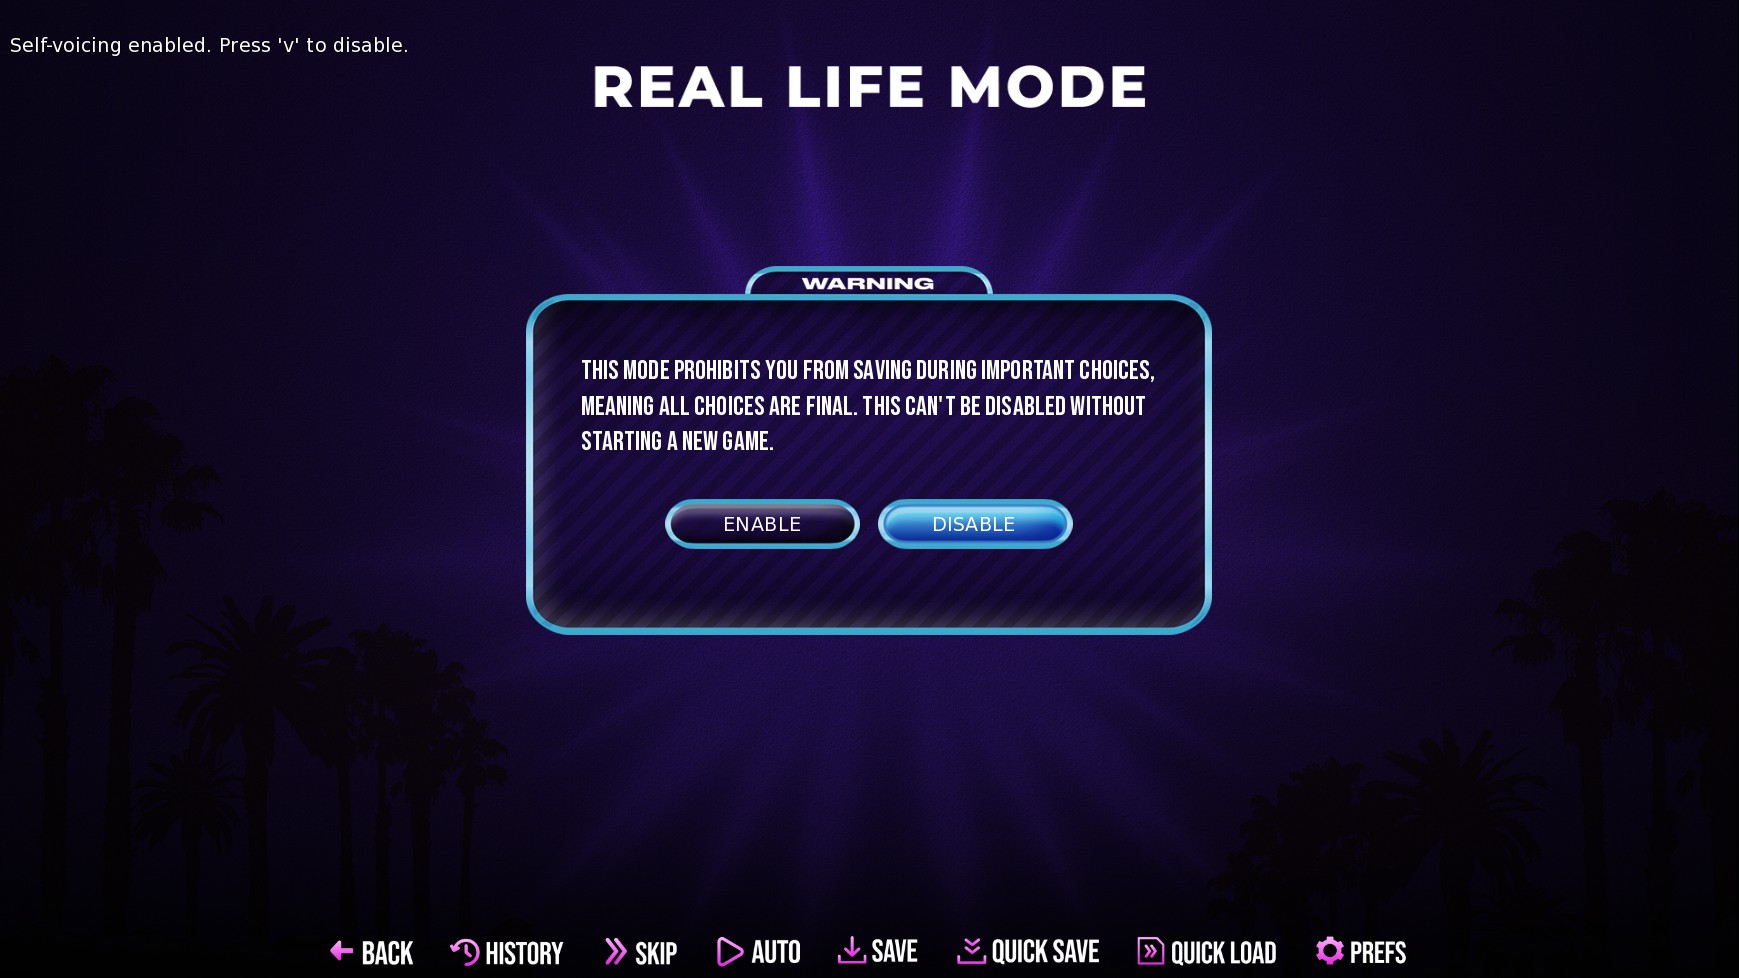 Self-voicing enabled. Press 'v' to disable.
REAL LIFE MODE
WARNING
THIS MODE PROHIBITS YOU FROM SAVING DURING IMPORTANT CHOICES,
MEANING ALL CHOICES ARE FINAL. THIS CAN'T BE DISABLED WITHOUT
STARTING A NEW GAME.
ENABLE DISABLE
BACK HISTORY SKIP AUTO SAVE QUICK SAVE QUICK LOAD PREFS